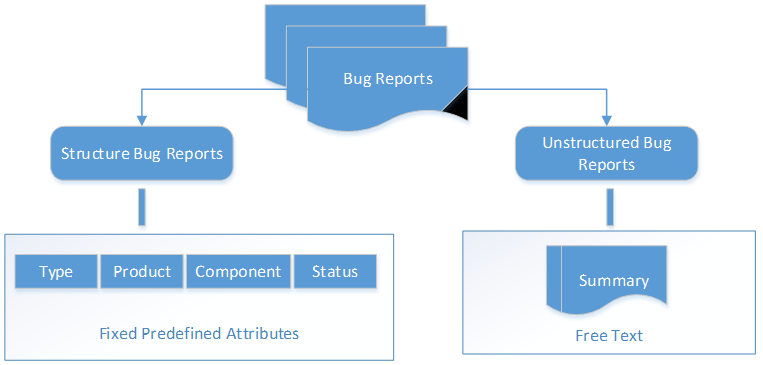 Bug Reports
Structure Bug Reports
Unstructured Bug
Reports
Type Product Component Status
Fixed Predefined Attributes
Summary
Free Text